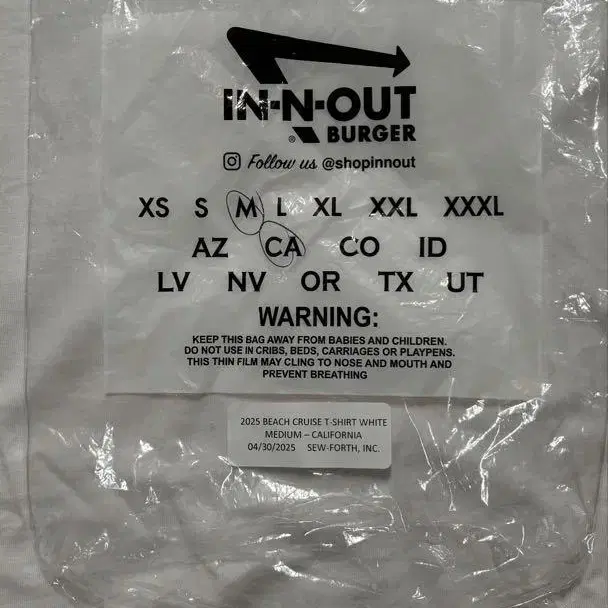 IN-N-OUT
® BURGER
Follow us @shopinnout
XS S M L XL XXL XXXL
AZ CA CO ID
LV NV OR TX UT
WARNING:
KEEP THIS BAG AWAY FROM BABIES AND CHILDREN.
DO NOT USE IN CRIBS, BEDS, CARRIAGES OR PLAYPENS.
THIS THIN FILM MAY CLING TO NOSE AND MOUTH AND
PREVENT BREATHING
2025 BEACH CRUISE T-SHIRT WHITE
MEDIUM – CALIFORNIA
04/30/2025 SEW-FORTH, INC.